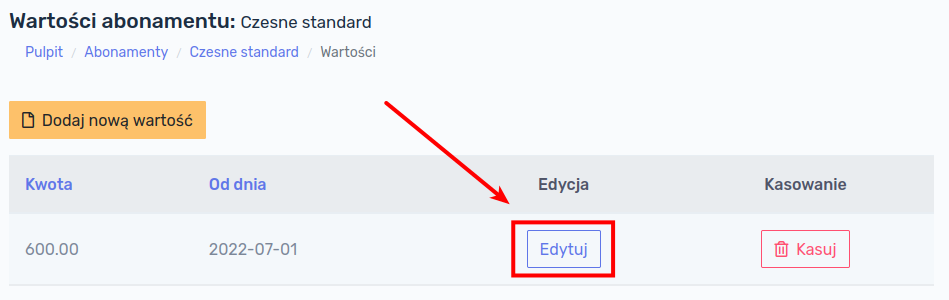 Wartości abonamentu: Czesne standard
Pulpit / Abonamenty / Czesne standard / Wartości
Dodaj nową wartość
Kwota Od dnia Edycja Kasowanie
600.00 2022-07-01 Edytuj Kasuj